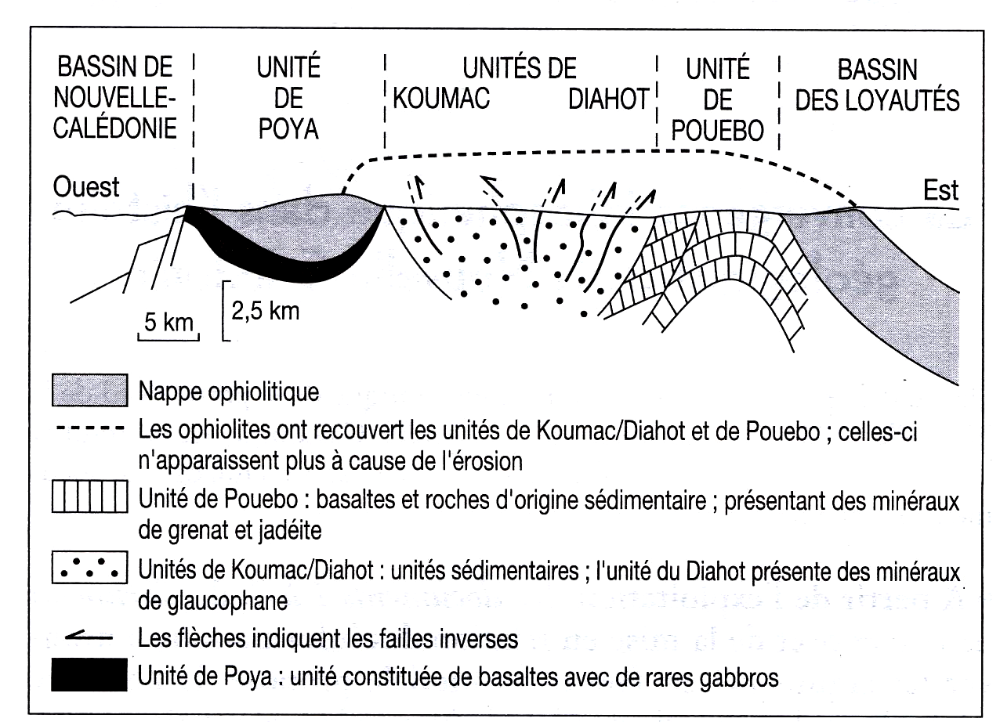 BASSIN DE
NOUVELLE-
CALÉDONIE
UNITÉ
DE
POYA
UNITÉS DE
KOUMAC DIAHOT
UNITÉ
DE
POUEBO
BASSIN
DES LOYAUTÉS
Ouest
Est
5 km
2,5 km
Nappe ophiolitique
Les ophiolites ont recouvert les unités de Koumac/Diahot et de Pouebo ; celles-ci
n'apparaissent plus à cause de l'érosion
Unité de Pouebo : basaltes et roches d'origine sédimentaire ; présentant des minéraux
de grenat et jadéite
Unités de Koumac/Diahot : unités sédimentaires ; l'unité du Diahot présente des minéraux
de glaucophane
Les flèches indiquent les failles inverses
Unité de Poya : unité constituée de basaltes avec de rares gabbros